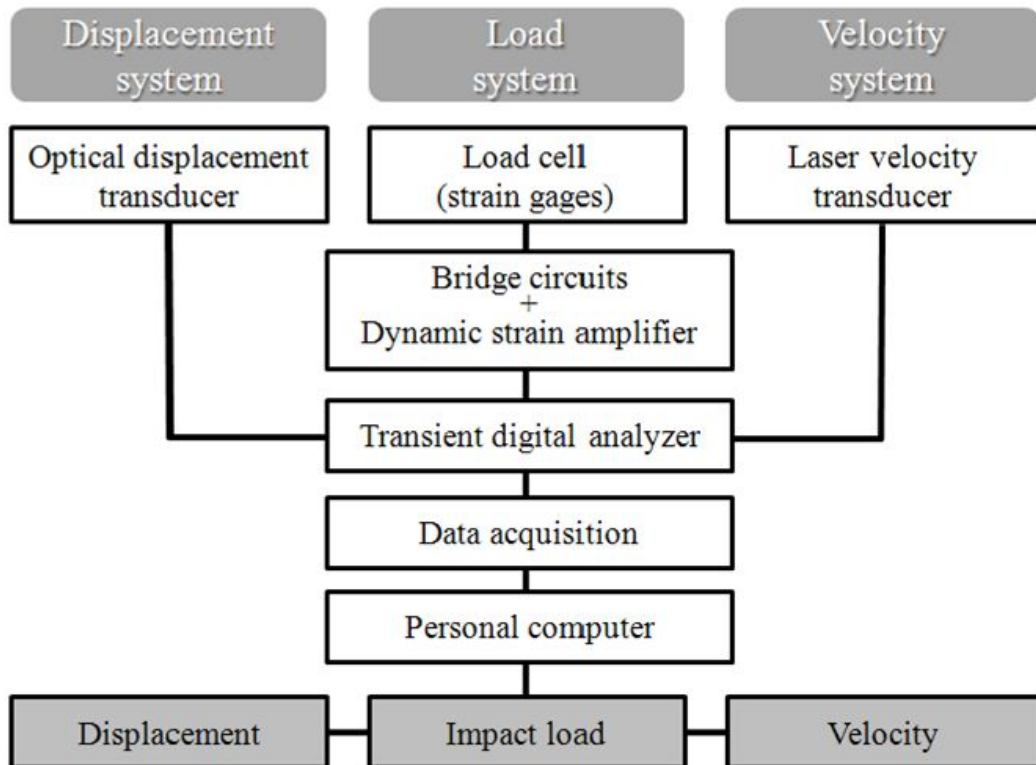 Displacement
system
Load
system
Velocity
system
Optical displacement
transducer
Load cell
(strain gages)
Laser velocity
transducer
Bridge circuits
+
Dynamic strain amplifier
Transient digital analyzer
Data acquisition
Personal computer
Displacement
Impact load
Velocity